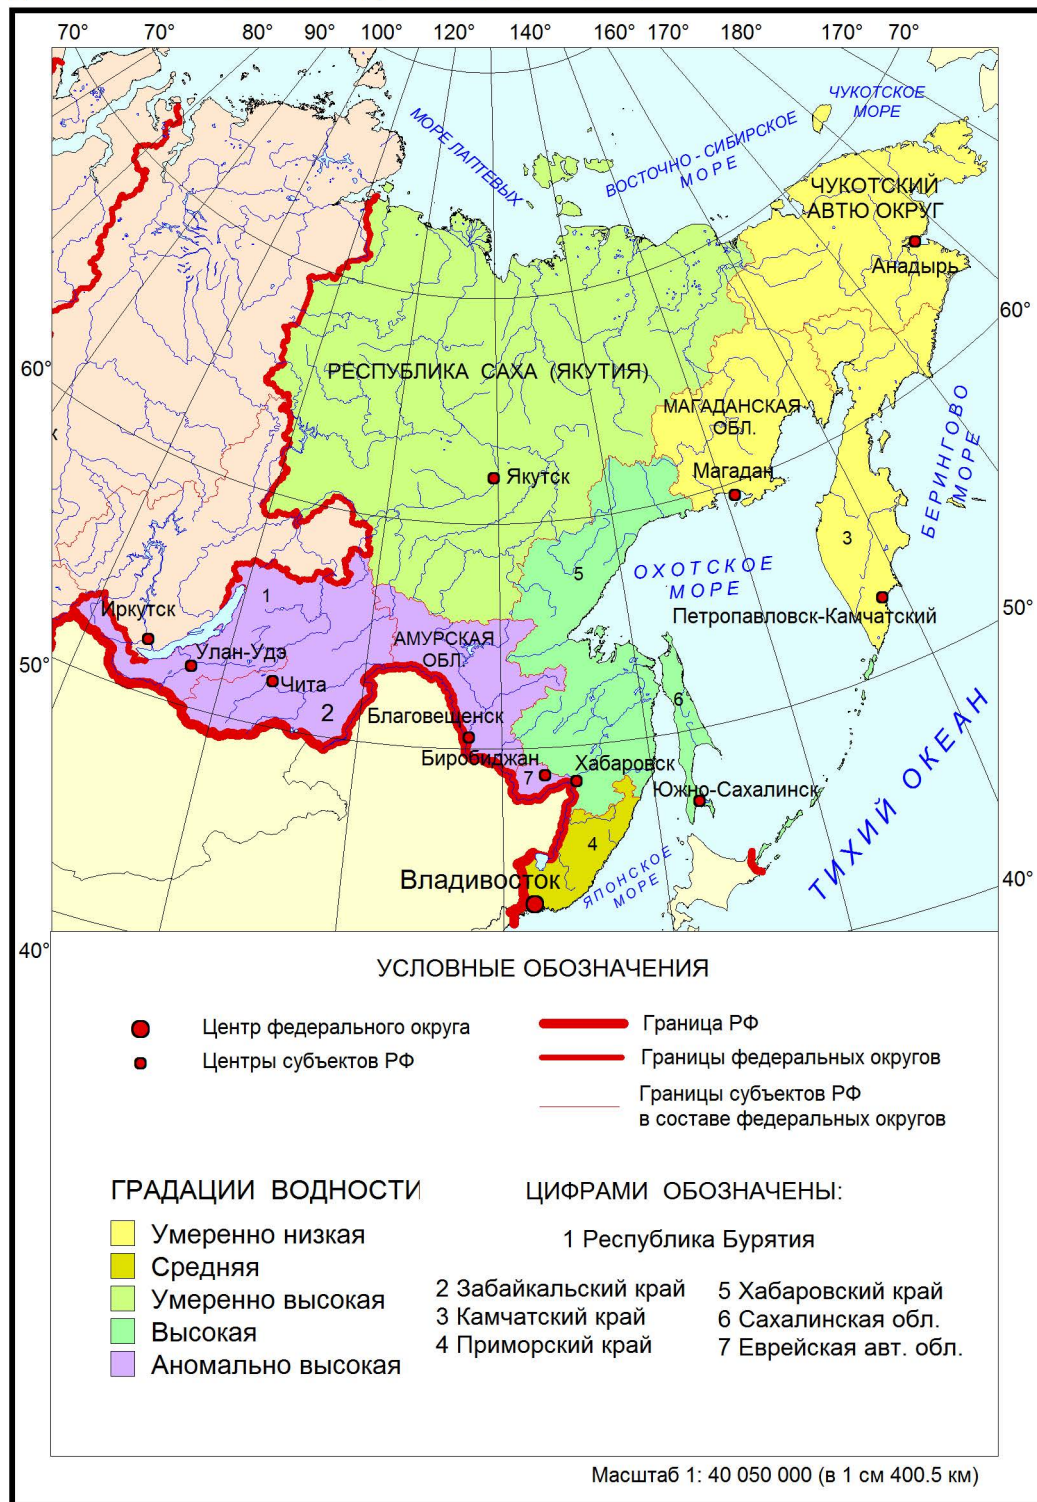 70° 70° 80° 90° 100° 120° 140° 160° 170° 180° 170° 70°
ЧУКОТСКОЕ
МОРЕ
МОРЕ ЛАПТЕВЫХ
ВОСТОЧНО - СИБИРСКОЕ
МОРЕ
ЧУКОТСКИЙ
АВТЮ ОКРУГ
Анадырь
60°
60°
РЕСПУБЛИКА САХА (ЯКУТИЯ)
МАГАДАНСКАЯ
ОБЛ.
БЕРИНГОВО
МОРЕ
Якутск
Магадан
3
5
ОХОТСКОЕ
МОРЕ
1
Иркутск
Петропавловск-Камчатский
50°
АМУРСКАЯ
ОБЛ.
Улан-Удэ
50°
Чита
6
2
Благовещенск
Биробиджан
Хабаровск
7
Южно-Сахалинск
ТИХИЙ ОКЕАН
4
Владивосток
ЯПОНСКОЕ
МОРЕ
40°
40°
УСЛОВНЫЕ ОБОЗНАЧЕНИЯ
Центр федерального округа
Центры субъектов РФ
Граница РФ
Границы федеральных округов
Границы субъектов РФ
в составе федеральных округов
ГРАДАЦИИ ВОДНОСТИ
Умеренно низкая
Средняя
Умеренно высокая
Высокая
Аномально высокая
ЦИФРАМИ ОБОЗНАЧЕНЫ:
1 Республика Бурятия
2 Забайкальский край
3 Камчатский край
4 Приморский край
5 Хабаровский край
6 Сахалинская обл.
7 Еврейская авт. обл.
Масштаб 1: 40 050 000 (в 1 см 400.5 км)